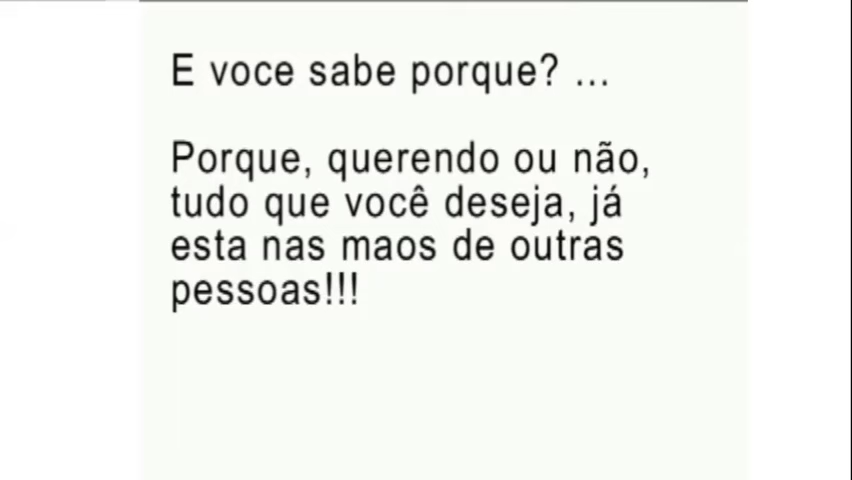 E voce sabe porque? ...
Porque, querendo ou não,
tudo que você deseja, já
esta nas maos de outras
pessoas!!!